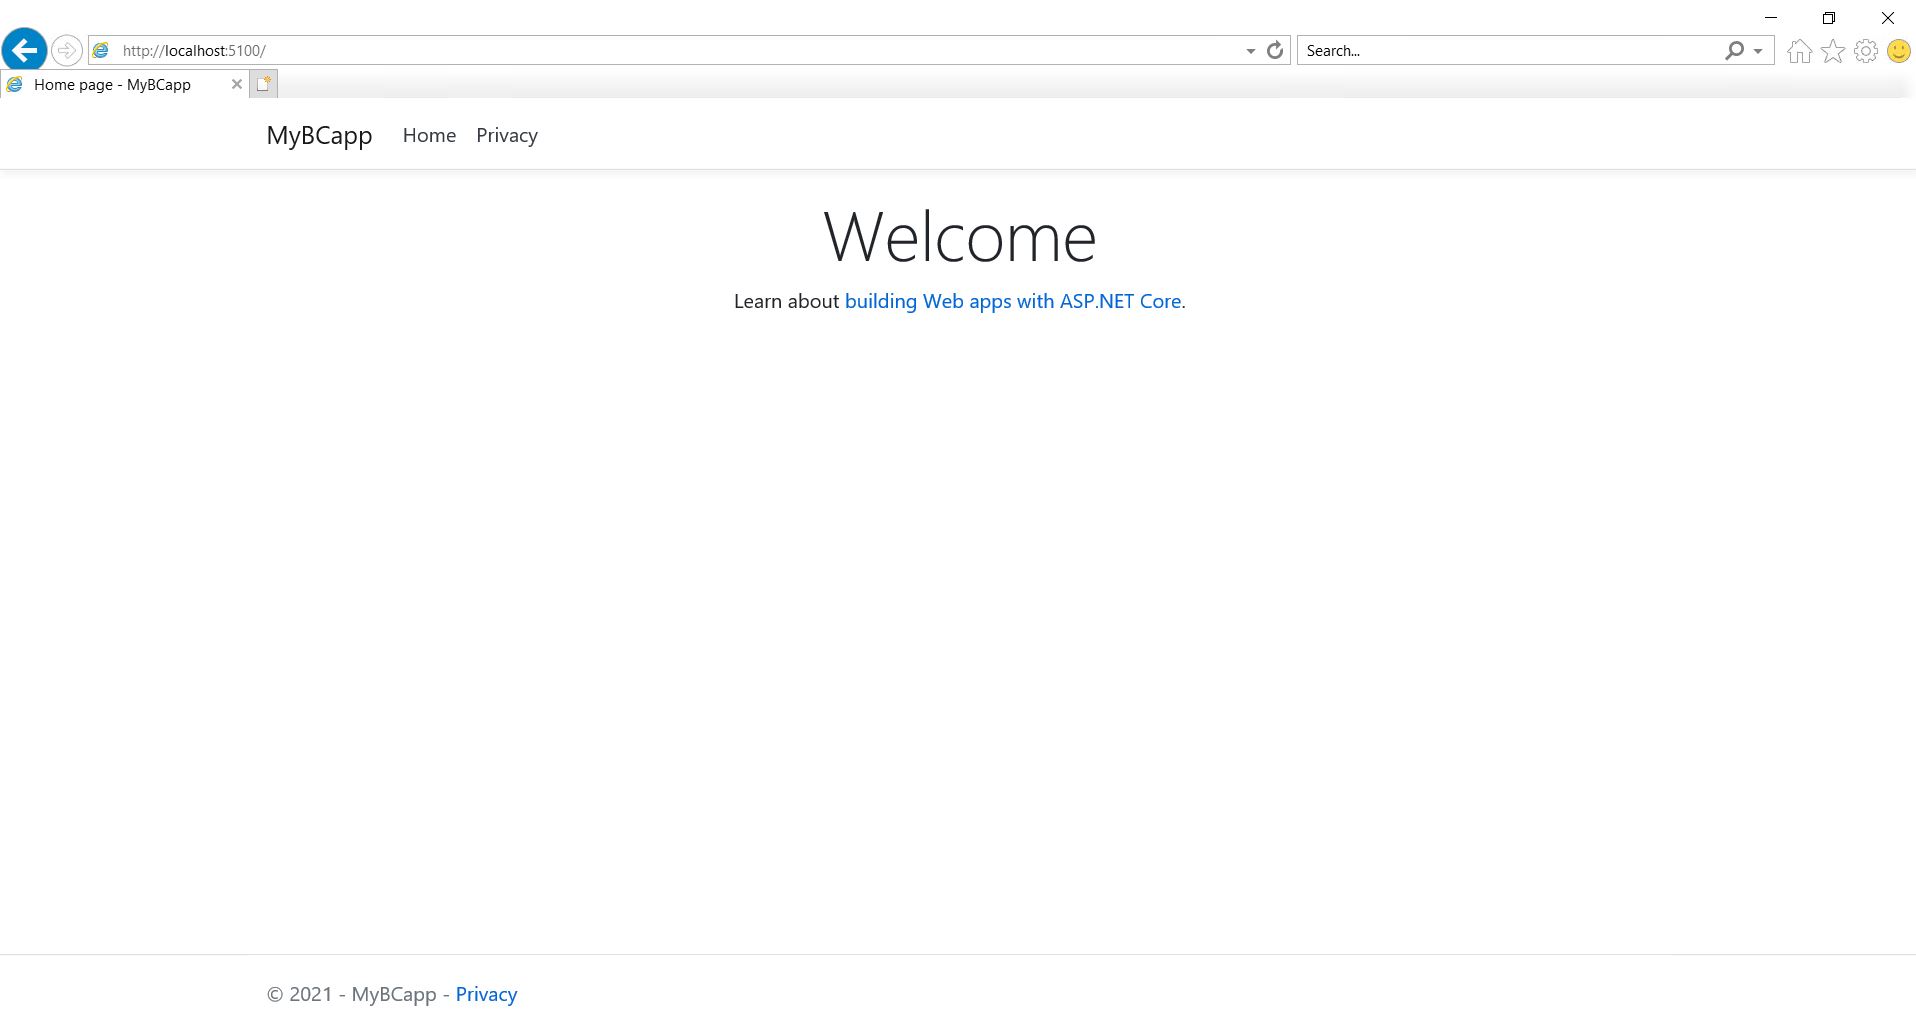 http://localhost:5100/
Search...
Home page - MyBCapp
MyBCapp Home Privacy
Welcome
Learn about building Web apps with ASP.NET Core.
© 2021 - MyBCapp - Privacy